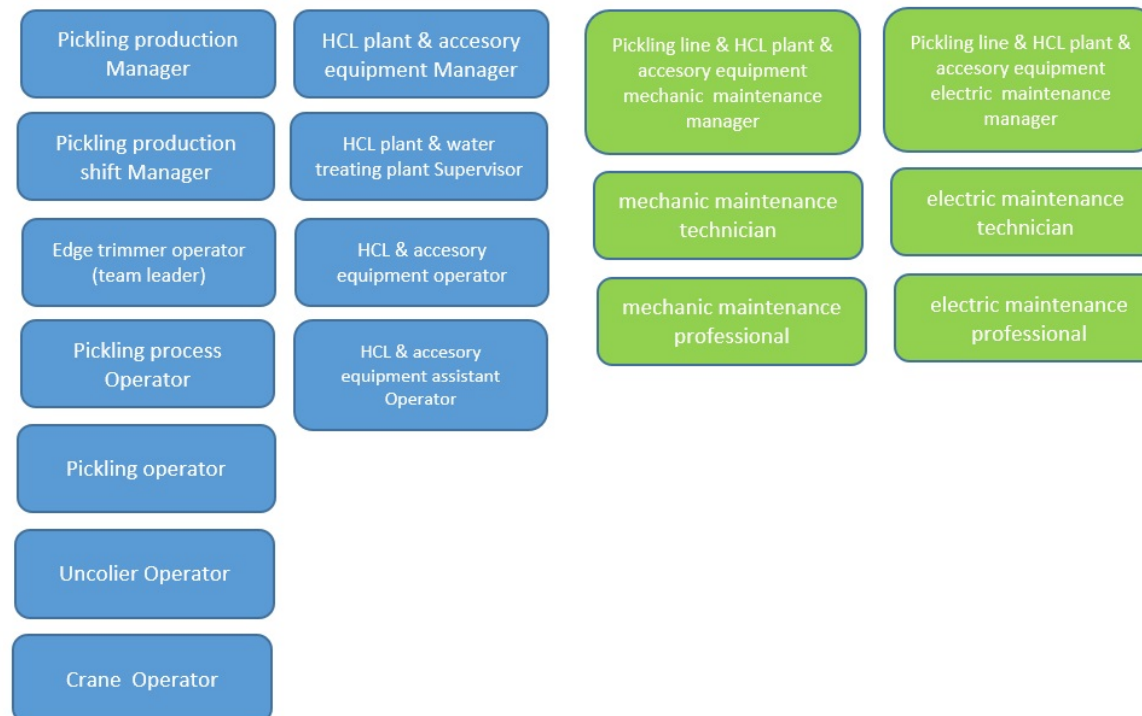 Pickling production
Manager
Pickling production
shift Manager
Edge trimmer operator
(team leader)
Pickling process
Operator
Pickling operator
Uncolier Operator
Crane  Operator
HCL plant & accesory
equipment Manager
HCL plant & water
treating plant Supervisor
HCL & accesory
equipment operator
HCL & accesory
equipment assistant
Operator
Pickling line & HCL plant &
accesory equipment
mechanic  maintenance
manager
mechanic maintenance
technician
mechanic maintenance
professional
Pickling line & HCL plant &
accesory equipment
electric  maintenance
manager
electric maintenance
technician
electric maintenance
professional